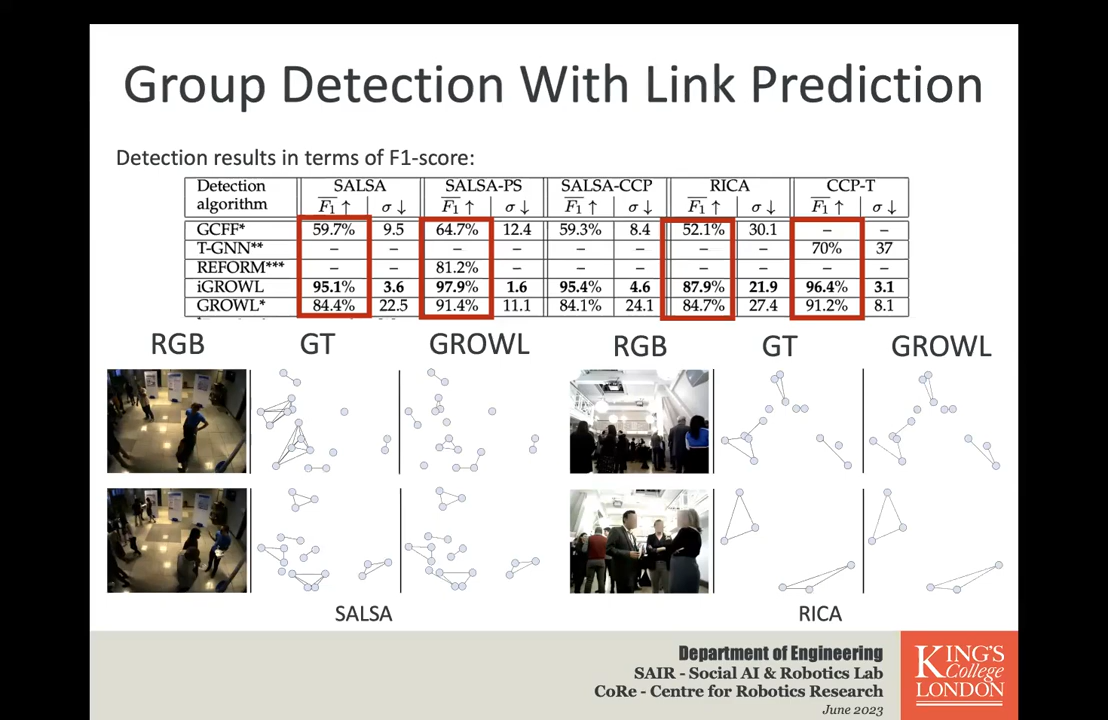 Group Detection With Link Prediction
Detection results in terms of F1-score:
Detection algorithm SALSA SALSA-PS SALSA-CCP RICA CCP-T
F1 ↑ σ ↓ F1 ↑ σ ↓ F1 ↑ σ ↓ F1 ↑ σ ↓ F1 ↑ σ ↓
GCFF* 59.7% 9.5 64.7% 12.4 59.3% 8.4 52.1% 30.1 – –
T-GNN** – – – – – – – – 70% 37
REFORM*** – – 81.2% – – – – – – –
iGROWL 95.1% 3.6 97.9% 1.6 95.4% 4.6 87.9% 21.9 96.4% 3.1
GROWL* 84.4% 22.5 91.4% 11.1 84.1% 24.1 84.7% 27.4 91.2% 8.1
RGB GT GROWL RGB GT GROWL
SALSA RICA
Department of Engineering
SAIR - Social AI & Robotics Lab
CoRe - Centre for Robotics Research
June 2023
KING'S
College
LONDON